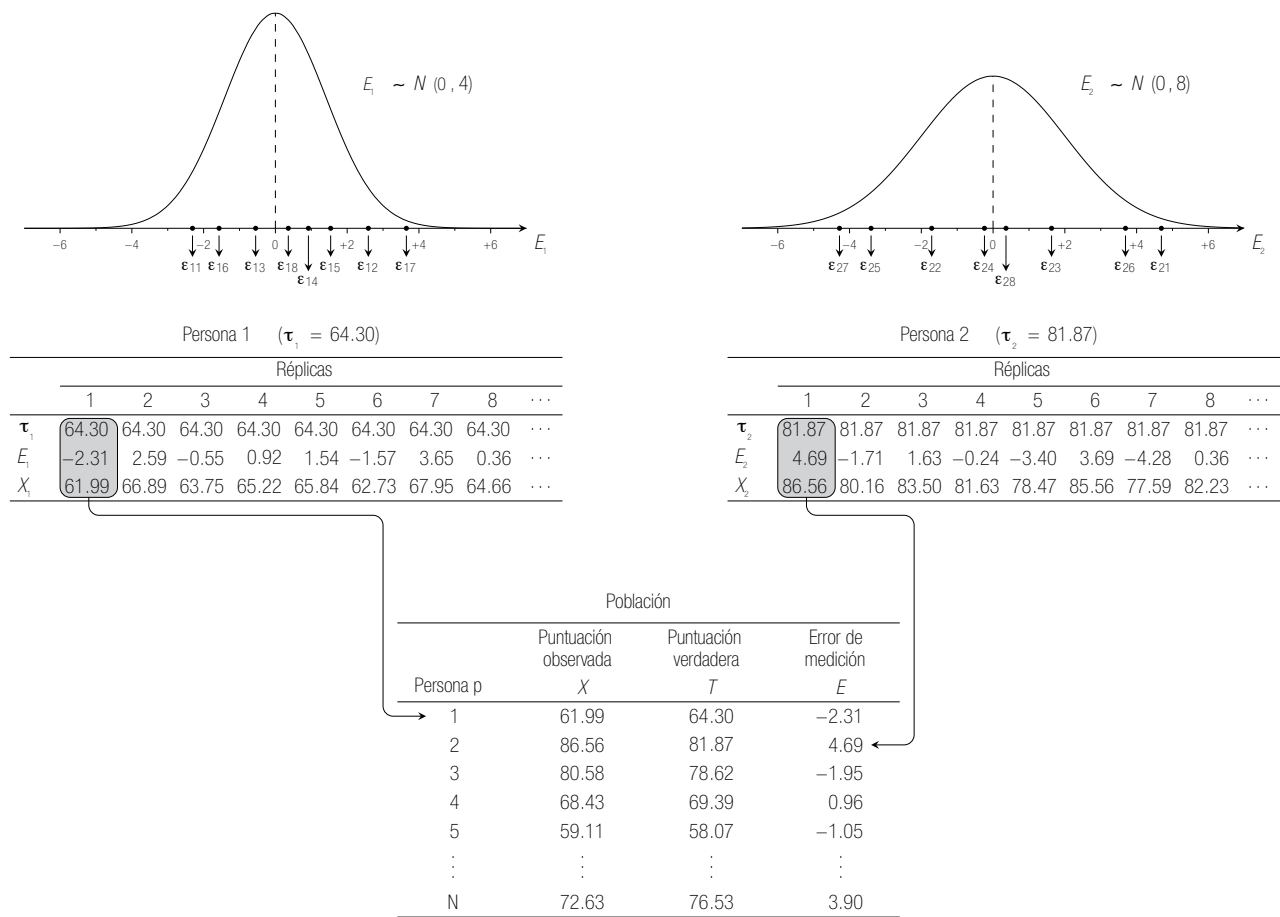 E₁ ~ N (0 , 4)
E₂ ~ N (0 , 8)
-6 -4 -2 0 +2 +4 +6 E₁
ε11 ε16 ε13 ε18 ε14 ε15 ε12 ε17
-6 -4 -2 0 +2 +4 +6 E₂
ε27 ε25 ε22 ε24 ε28 ε23 ε26 ε21
Persona 1 (τ₁ = 64.30)
Réplicas
1 2 3 4 5 6 7 8 ···
τ₁ 64.30 64.30 64.30 64.30 64.30 64.30 64.30 64.30 ···
E₁ −2.31 2.59 −0.55 0.92 1.54 −1.57 3.65 0.36 ···
X₁ 61.99 66.89 63.75 65.22 65.84 62.73 67.95 64.66 ···
Persona 2 (τ₂ = 81.87)
Réplicas
1 2 3 4 5 6 7 8 ···
τ₂ 81.87 81.87 81.87 81.87 81.87 81.87 81.87 81.87 ···
E₂ 4.69 −1.71 1.63 −0.24 −3.40 3.69 −4.28 0.36 ···
X₂ 86.56 80.16 83.50 81.63 78.47 85.56 77.59 82.23 ···
Población
Puntuación Puntuación Error de
observada verdadera medición
Persona p X T E
1 61.99 64.30 −2.31
2 86.56 81.87 4.69
3 80.58 78.62 −1.95
4 68.43 69.39 0.96
5 59.11 58.07 −1.05
⋮ ⋮ ⋮ ⋮
N 72.63 76.53 3.90